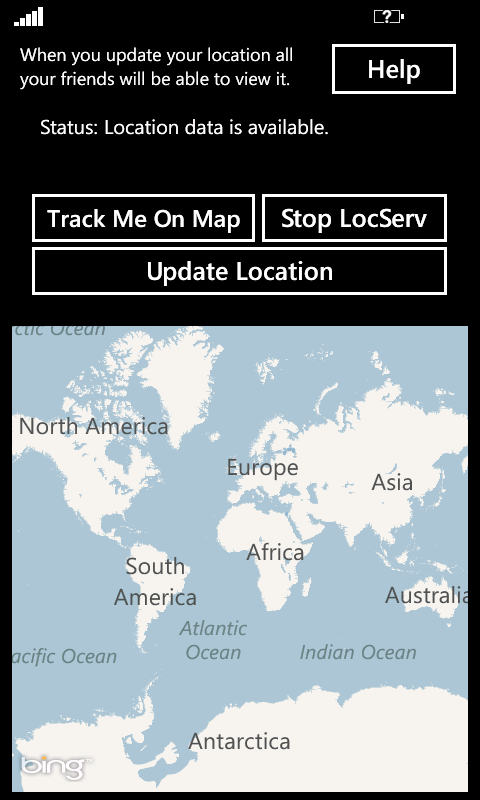 When you update your location all
your friends will be able to view it.
Help
Status: Location data is available.
Track Me On Map
Stop LocServ
Update Location
ctic Ocean
North America
Europe
Asia
Africa
South
America
Australia
Atlantic
Ocean
acific Ocean
Indian Ocean
Antarctica
bing™